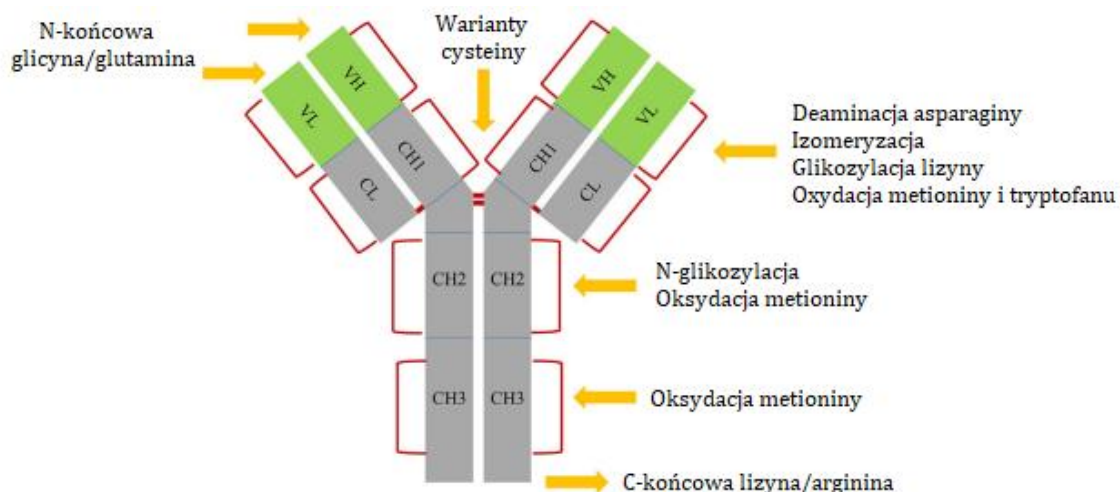 N-końcowa
glicyna/glutamina
Warianty
cysteiny
VH
VL
CH1
CL
VH
VL
CH1
CL
Deaminacja asparaginy
Izomeryzacja
Glikozylacja lizyny
Oxydacja metioniny i tryptofanu
CH2
CH2
N-glikozylacja
Oksydacja metioniny
CH3
CH3
Oksydacja metioniny
C-końcowa lizyna/arginina